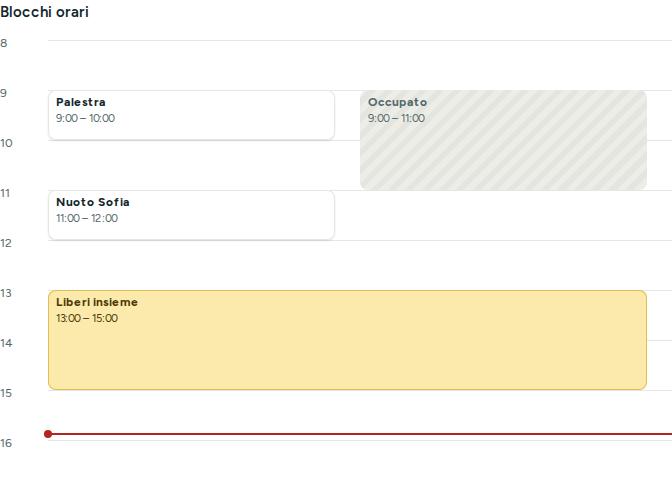 Blocchi orari
8
9
Palestra
9:00 – 10:00
Occupato
9:00 – 11:00
10
11
Nuoto Sofia
11:00 – 12:00
12
13
Liberi insieme
13:00 – 15:00
14
15
16